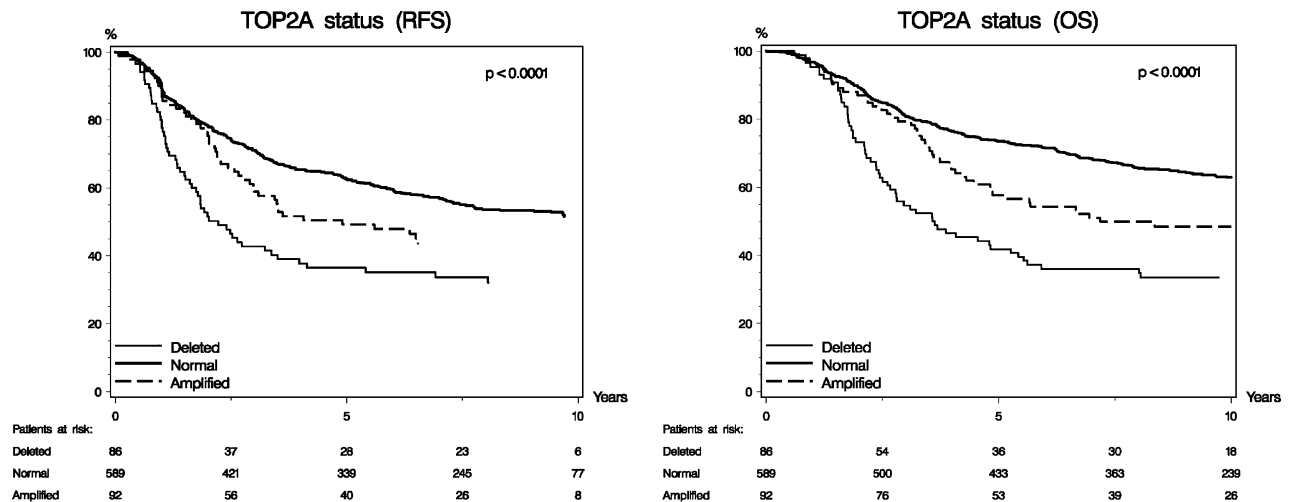 TOP2A status (RFS)
%
100
80
60
40
20
0
p < 0.0001
Deleted
Normal
Amplified
0 5 10
Years
Patients at risk:
Deleted 86 37 28 23 6
Normal 589 421 339 245 77
Amplified 92 56 40 26 8
TOP2A status (OS)
%
100
80
60
40
20
0
p < 0.0001
Deleted
Normal
Amplified
0 5 10
Years
Patients at risk:
Deleted 86 54 36 30 18
Normal 589 500 433 363 239
Amplified 92 76 53 39 26